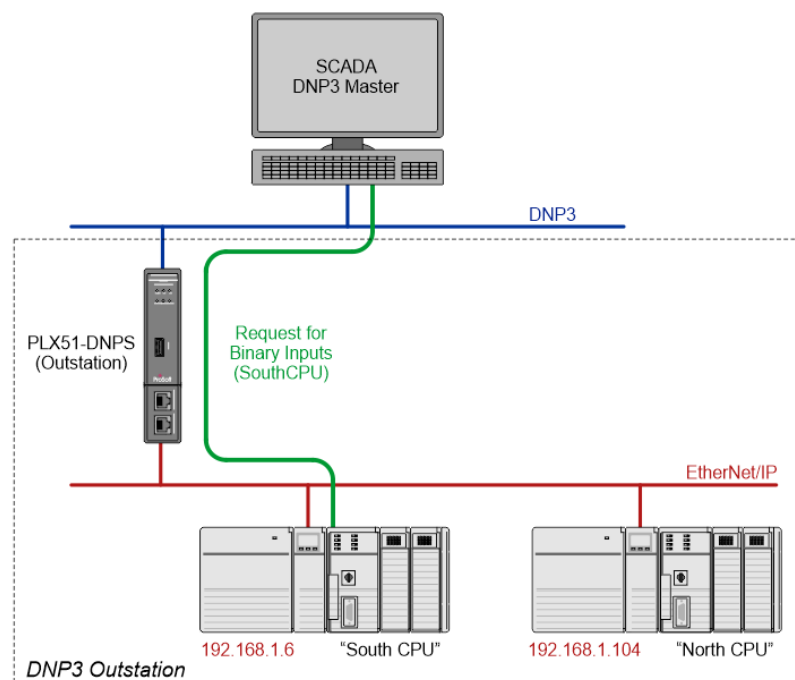 SCADA
DNP3 Master
DNP3
PLX51-DNPS
(Outstation)
Request for
Binary Inputs
(SouthCPU)
ProSoft
EtherNet/IP
192.168.1.6
"South CPU"
192.168.1.104
"North CPU"
DNP3 Outstation